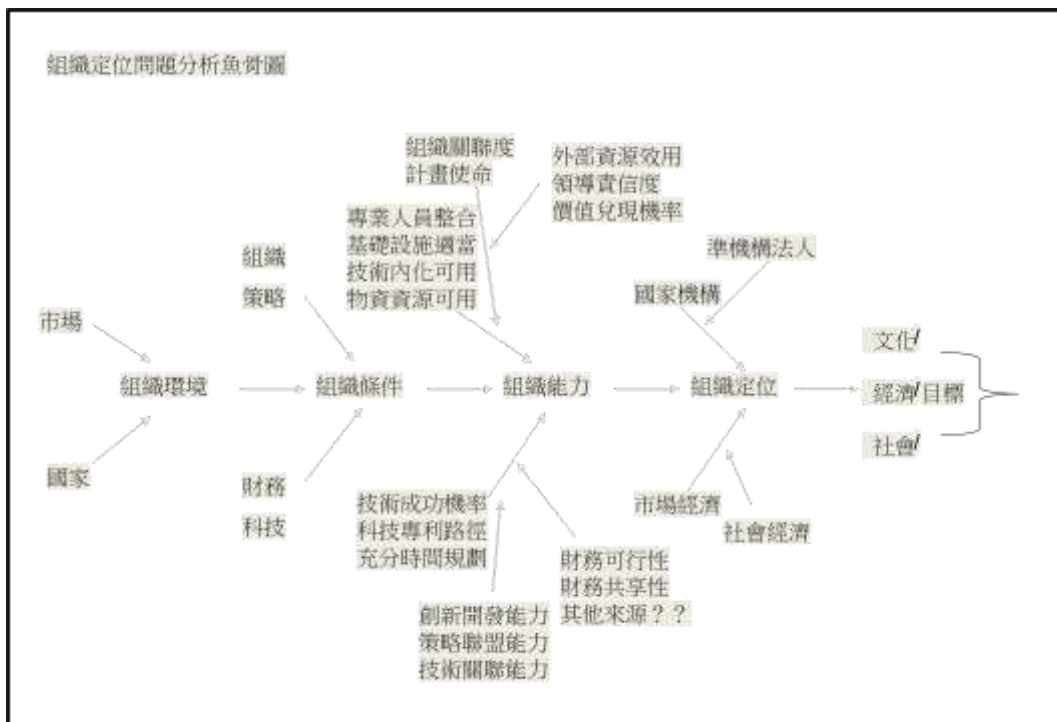 組織定位問題分析魚骨圖
組織關聯度
計畫使命
外部資源效用
領導責信度
價值兌現機率
專業人員整合
基礎設施適當
技術內化可用
物資資源可用
準機構法人
國家機構
組織
策略
市場
文化/
組織環境
組織條件
組織能力
組織定位
經濟/目標
社會/
國家
財務
科技
技術成功機率
科技專利路徑
充分時間規劃
市場經濟
社會經濟
財務可行性
財務共享性
其他來源？？
創新開發能力
策略聯盟能力
技術關聯能力